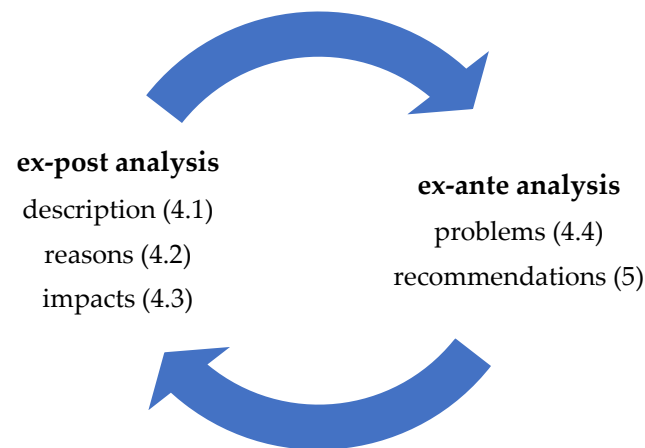 ex-post analysis
description (4.1)
reasons (4.2)
impacts (4.3)
ex-ante analysis
problems (4.4)
recommendations (5)